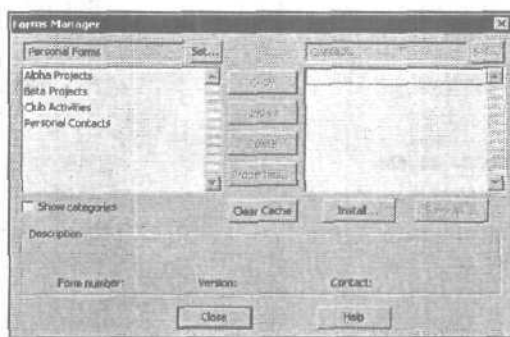 Forms Manager
Personal Forms
Set...
Alpha Projects
Beta Projects
Club Activities
Personal Contacts
Properties...
Show categories
Clear Cache
Install...
Description
Form number:
Version:
Contact:
Close
Help